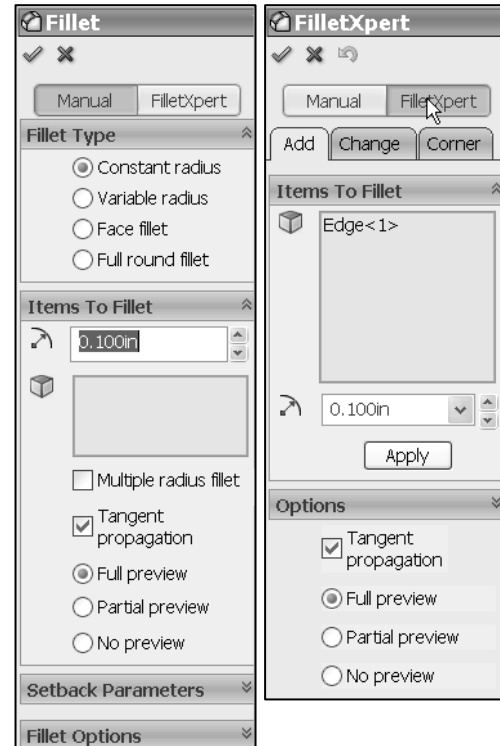 Fillet
Manual FilletXpert
Fillet Type
Constant radius
Variable radius
Face fillet
Full round fillet
Items To Fillet
0.100in
Multiple radius fillet
Tangent
propagation
Full preview
Partial preview
No preview
Setback Parameters
Fillet Options
FilletXpert
Manual FilletXpert
Add Change Corner
Items To Fillet
Edge<1>
0.100in
Apply
Options
Tangent
propagation
Full preview
Partial preview
No preview